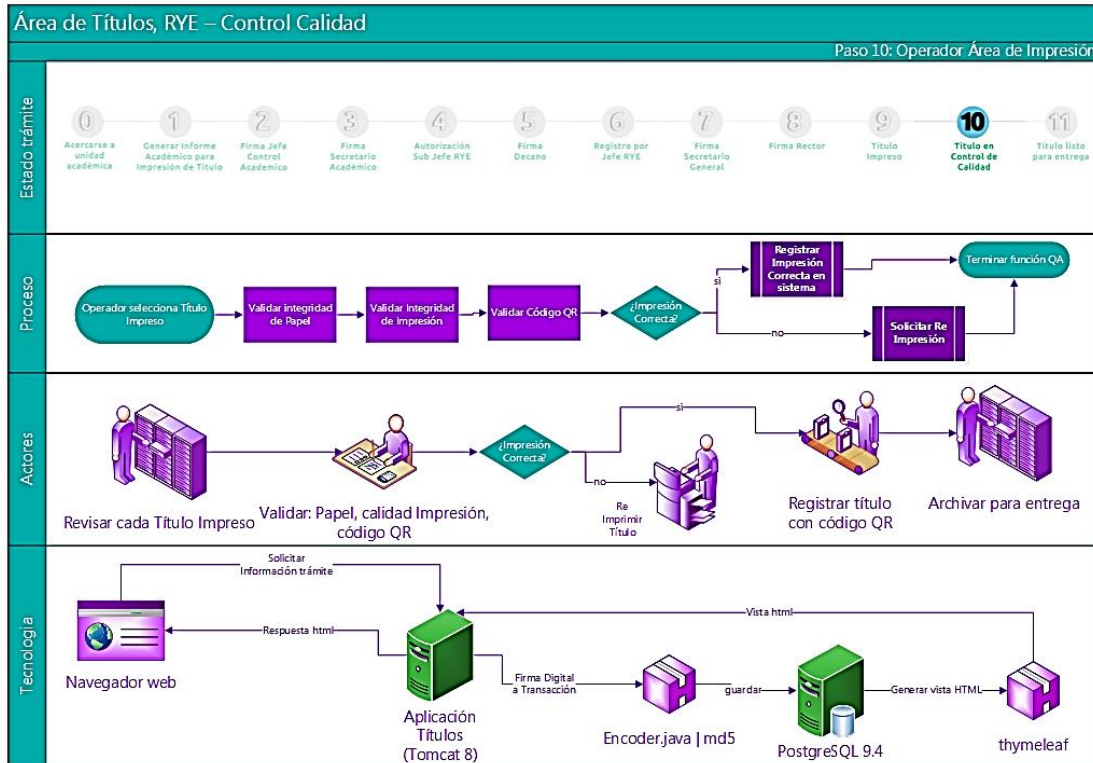 Área de Títulos, RYE – Control Calidad
Paso 10: Operador Área de Impresión
Estado trámite
0
Acercarse a
unidad
académica
1
Generar Informe
Académico para
Impresión de Título
2
Firma Jefe
Control
Academico
3
Firma
Secretario
Académico
4
Autorización
Sub Jefe RYE
5
Firma
Decano
6
Registro por
Jefe RYE
7
Firma
Secretario
General
8
Firma Rector
9
Título
Impreso
10
Título en
Control de
Calidad
11
Título listo
para entrega
Proceso
Operador selecciona Título
Impreso
Validar integridad
de Papel
Validar Integridad
de Impresión
Validar Código QR
¿Impresión
Correcta?
si
Registrar
Impresión
Correcta en
sistema
no
Solicitar Re
Impresión
Terminar función QA
Actores
Revisar cada Título Impreso
Validar: Papel, calidad Impresión,
código QR
¿Impresión
Correcta?
si
no
Re
Imprimir
Título
Registrar título
con código QR
Archivar para entrega
Tecnologia
Solicitar
Información trámite
Respuesta html
Navegador web
Aplicación
Títulos
(Tomcat 8)
Firma Digital
a Transacción
Encoder.java | md5
guardar
PostgreSQL 9.4
Generar vista HTML
Vista html
thymeleaf